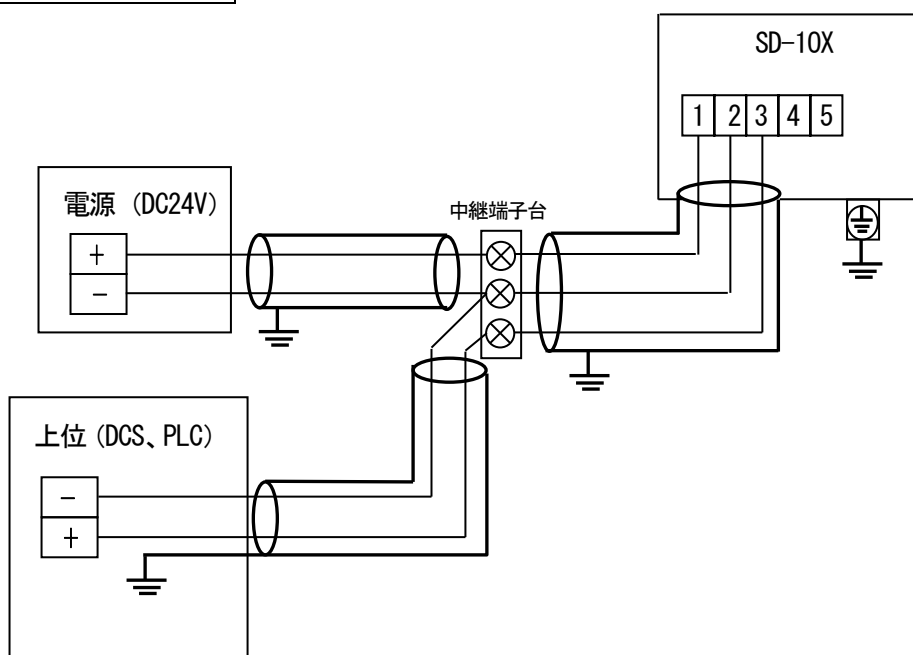 SD-10X
1 2 3 4 5
電源 (DC24V)
+
-
中継端子台
上位 (DCS、PLC)
-
+